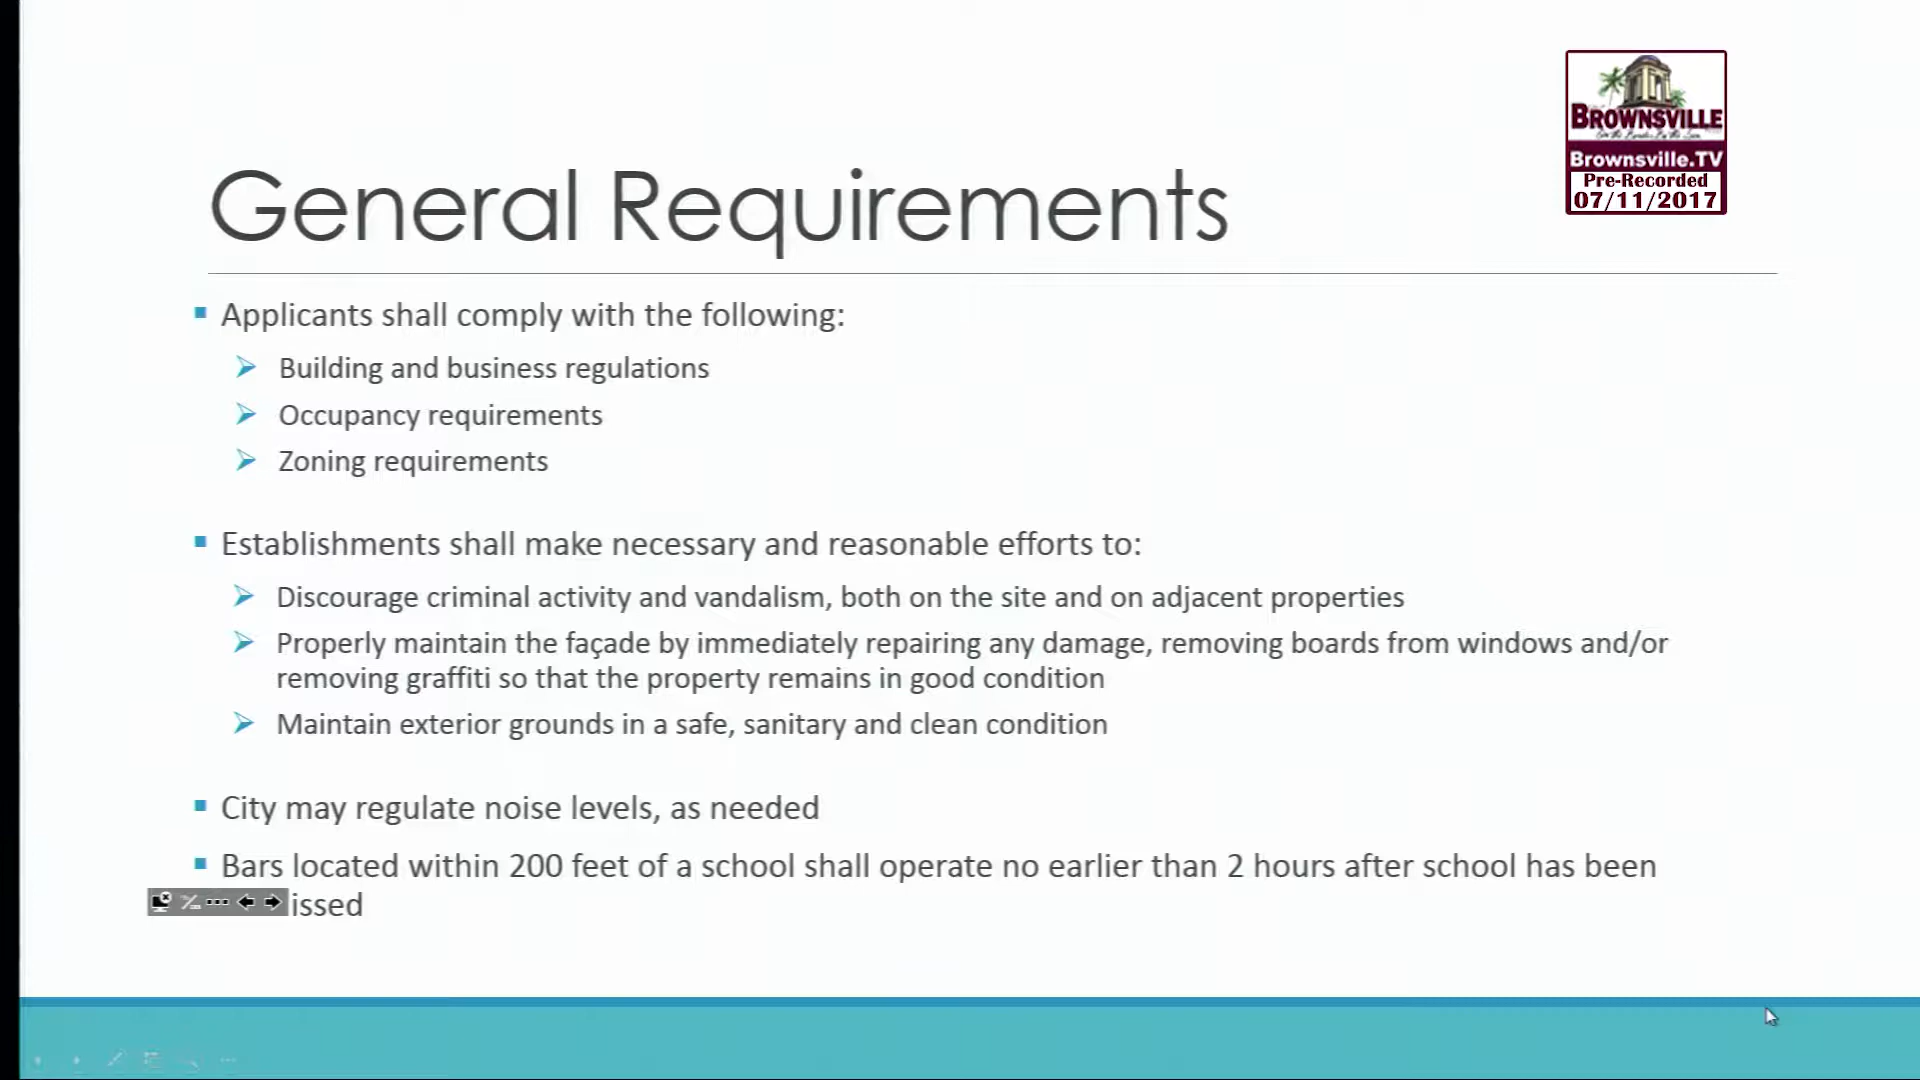 BROWNSVILLE
Brownsville.TV
Pre-Recorded
07/11/2017
General Requirements
Applicants shall comply with the following:
Building and business regulations
Occupancy requirements
Zoning requirements
Establishments shall make necessary and reasonable efforts to:
Discourage criminal activity and vandalism, both on the site and on adjacent properties
Properly maintain the façade by immediately repairing any damage, removing boards from windows and/or
removing graffiti so that the property remains in good condition
Maintain exterior grounds in a safe, sanitary and clean condition
City may regulate noise levels, as needed
Bars located within 200 feet of a school shall operate no earlier than 2 hours after school has been
issed